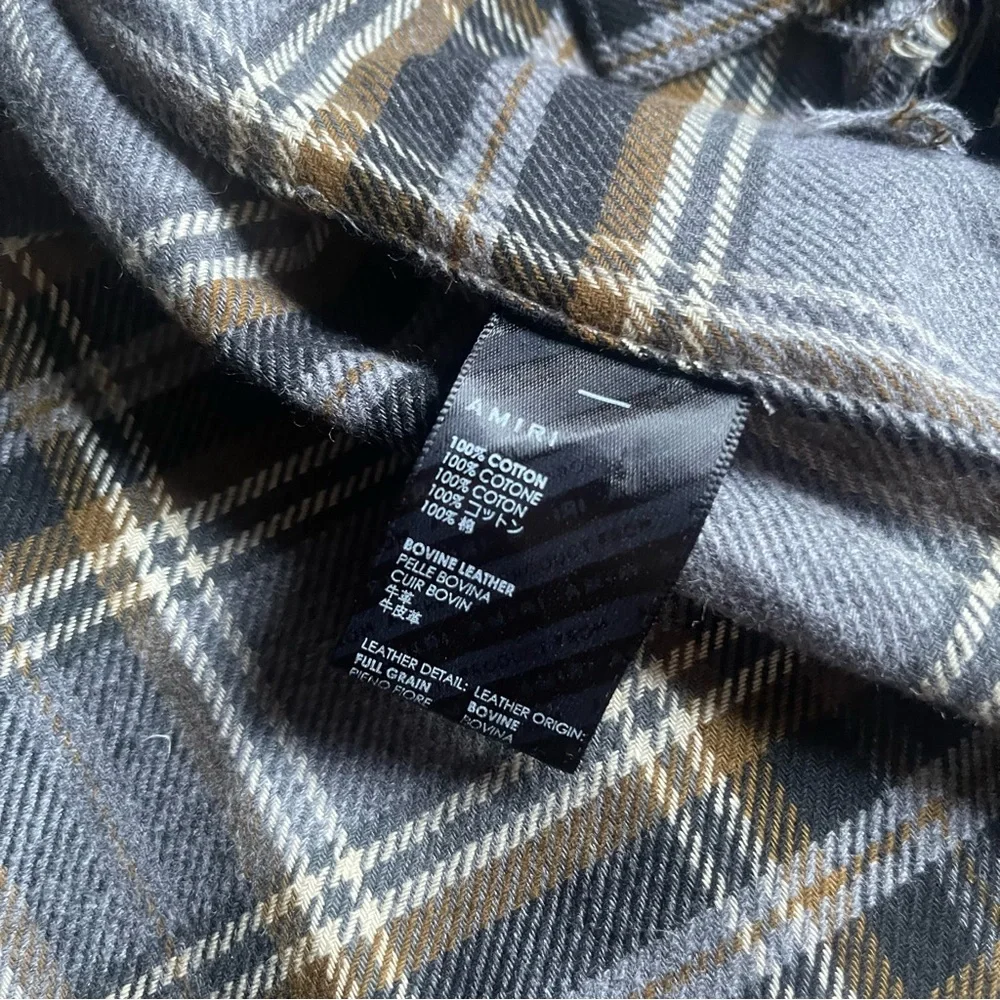 AMIRI
100% COTTON
100% COTONE
100% COTON
100% コットン
100% 棉
BOVINE LEATHER
PELLE BOVINA
CUIR BOVIN
牛革
牛皮革
LEATHER DETAIL: LEATHER ORIGIN:
FULL GRAIN BOVINE
PIENO FIORE BOVINA